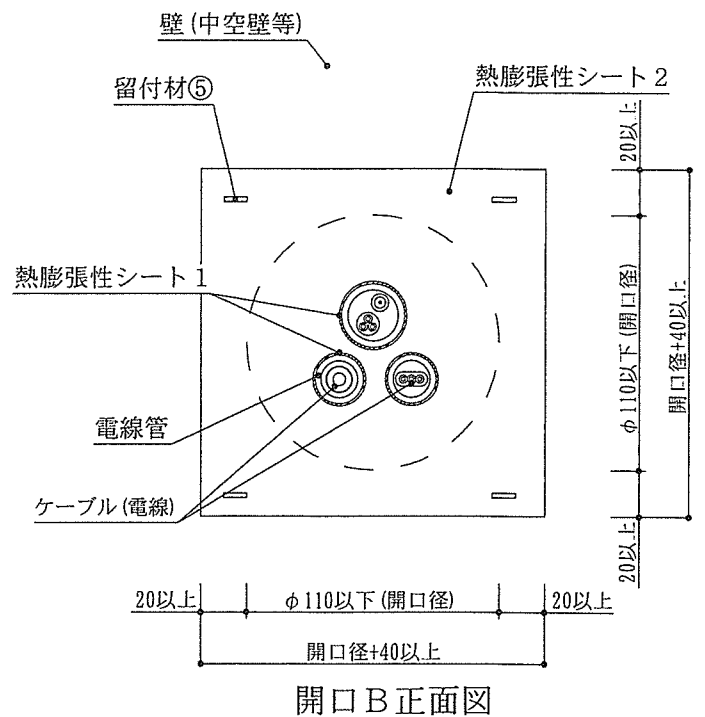 壁(中空壁等)
留付材⑤
熱膨張性シート2
20以上
熱膨張性シート1
φ110以下(開口径)
開口径+40以上
電線管
ケーブル(電線)
20以上
20以上
φ110以下(開口径)
20以上
開口径+40以上
開口B正面図